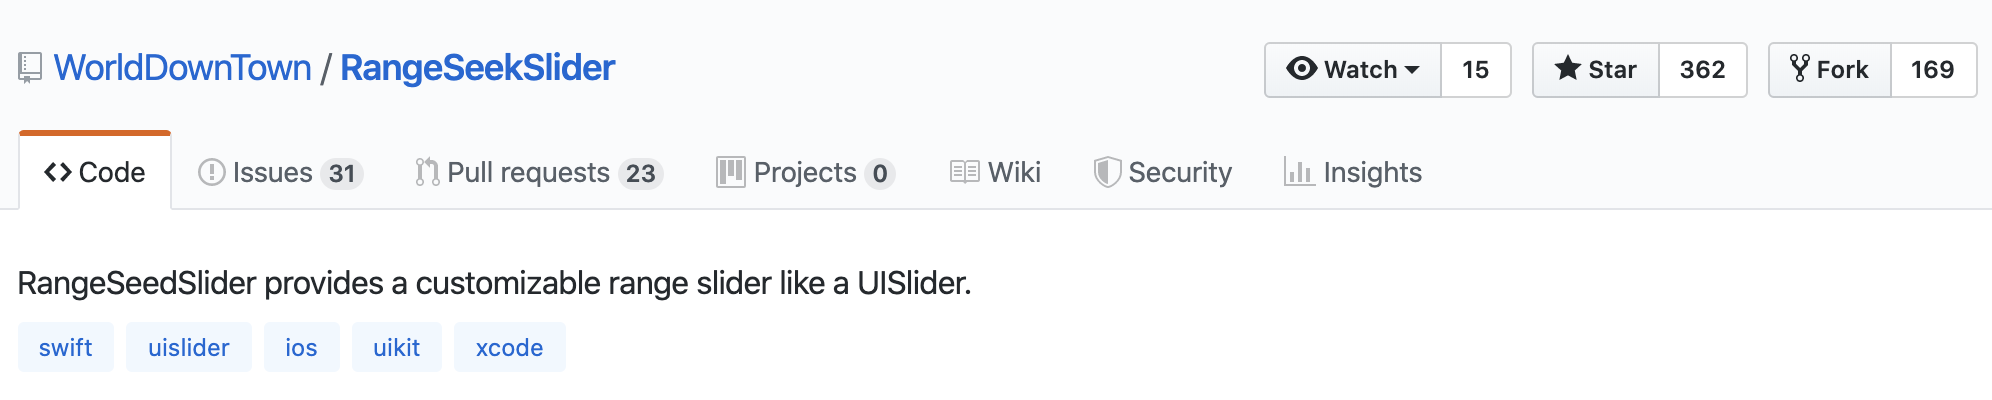 WorldDownTown / RangeSeekSlider Watch 15 Star 362 Fork 169
Code Issues 31 Pull requests 23 Projects 0 Wiki Security Insights
RangeSeedSlider provides a customizable range slider like a UISlider.
swift uislider ios uikit xcode